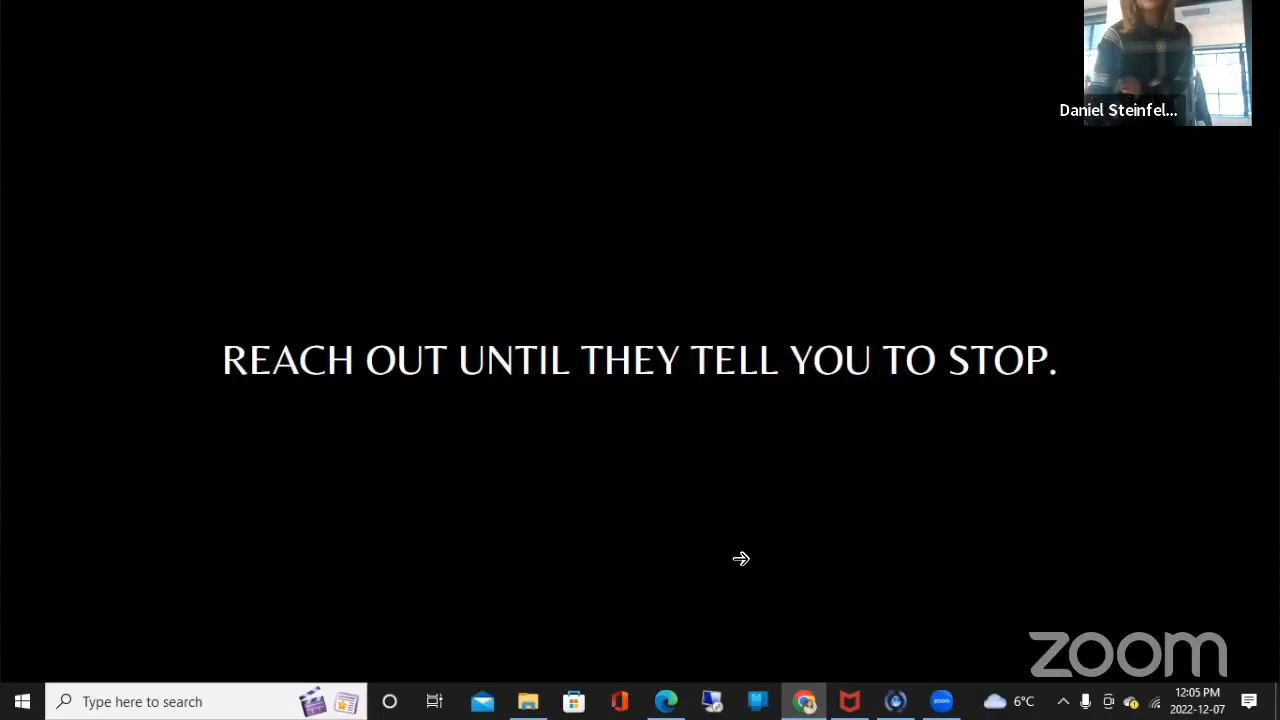 Daniel Steinfel...
REACH OUT UNTIL THEY TELL YOU TO STOP.
zoom
Type here to search
zoom
6°C
12:05 PM
2022-12-07